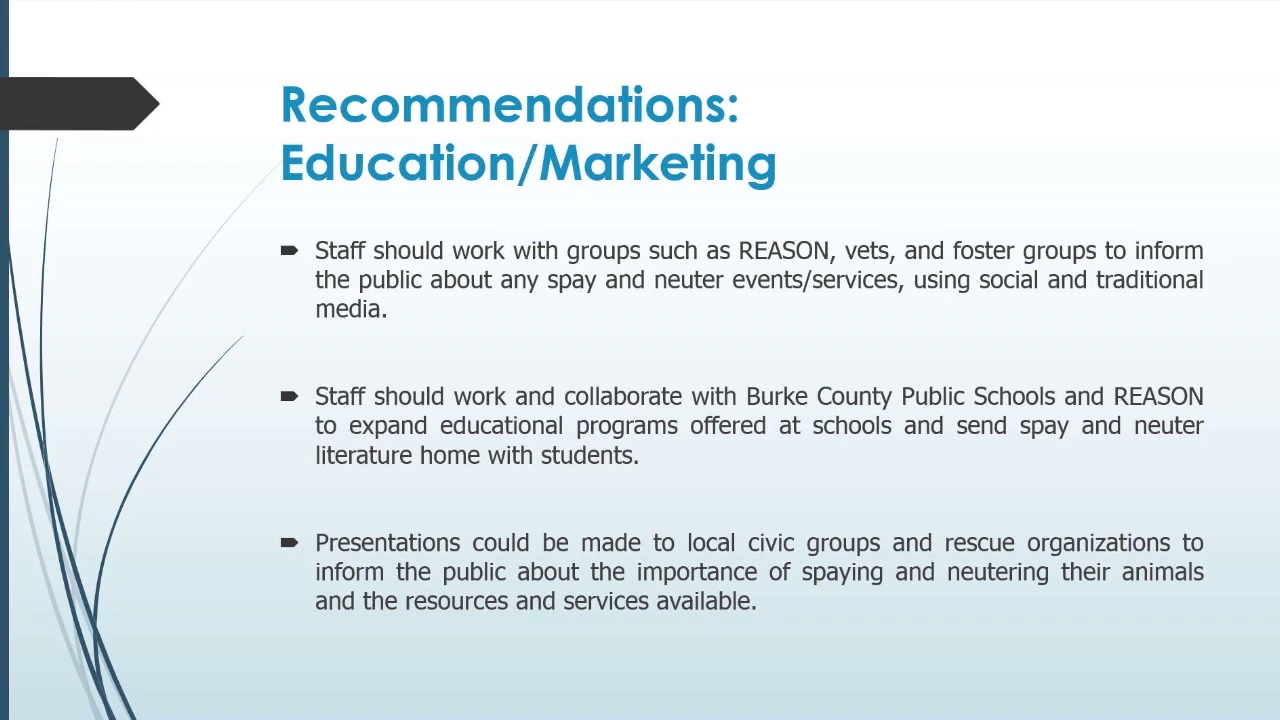 Recommendations:
Education/Marketing
Staff should work with groups such as REASON, vets, and foster groups to inform
the public about any spay and neuter events/services, using social and traditional
media.
Staff should work and collaborate with Burke County Public Schools and REASON
to expand educational programs offered at schools and send spay and neuter
literature home with students.
Presentations could be made to local civic groups and rescue organizations to
inform the public about the importance of spaying and neutering their animals
and the resources and services available.